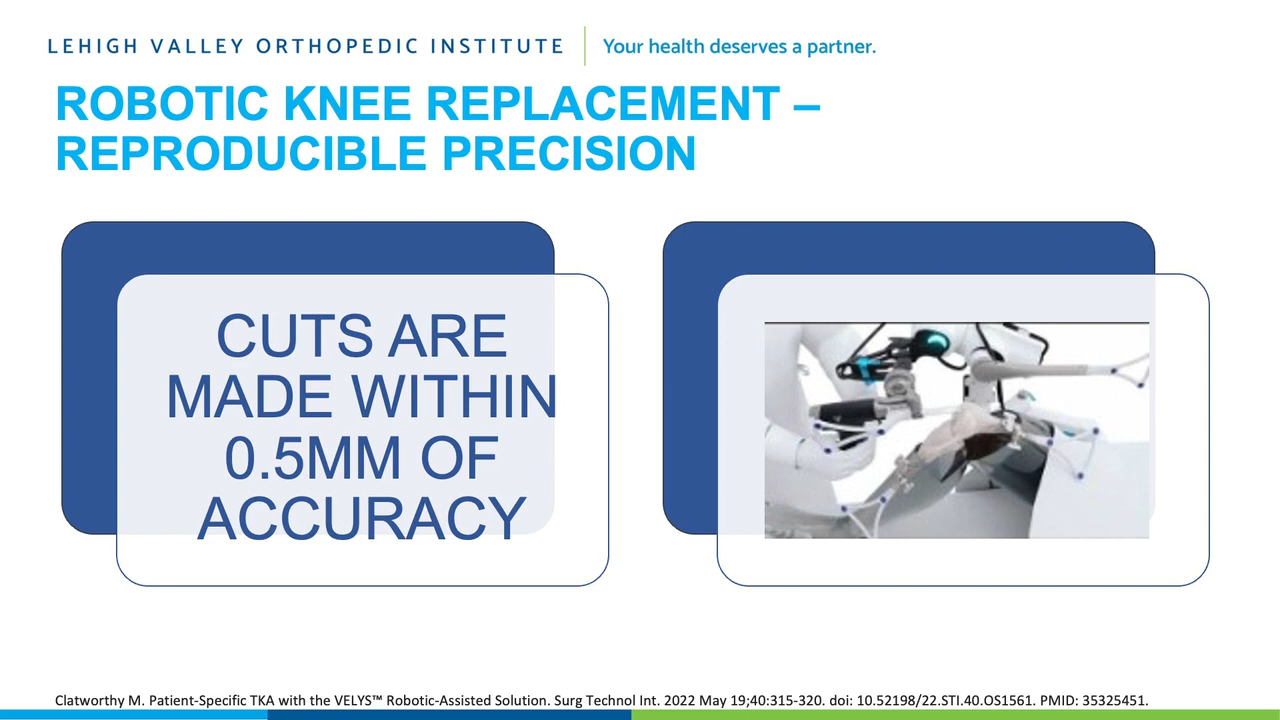 LEHIGH VALLEY ORTHOPEDIC INSTITUTE Your health deserves a partner.
ROBOTIC KNEE REPLACEMENT –
REPRODUCIBLE PRECISION
CUTS ARE
MADE WITHIN
0.5MM OF
ACCURACY
Clatworthy M. Patient-Specific TKA with the VELYS™ Robotic-Assisted Solution. Surg Technol Int. 2022 May 19;40:315-320. doi: 10.52198/22.STI.40.OS1561. PMID: 35325451.